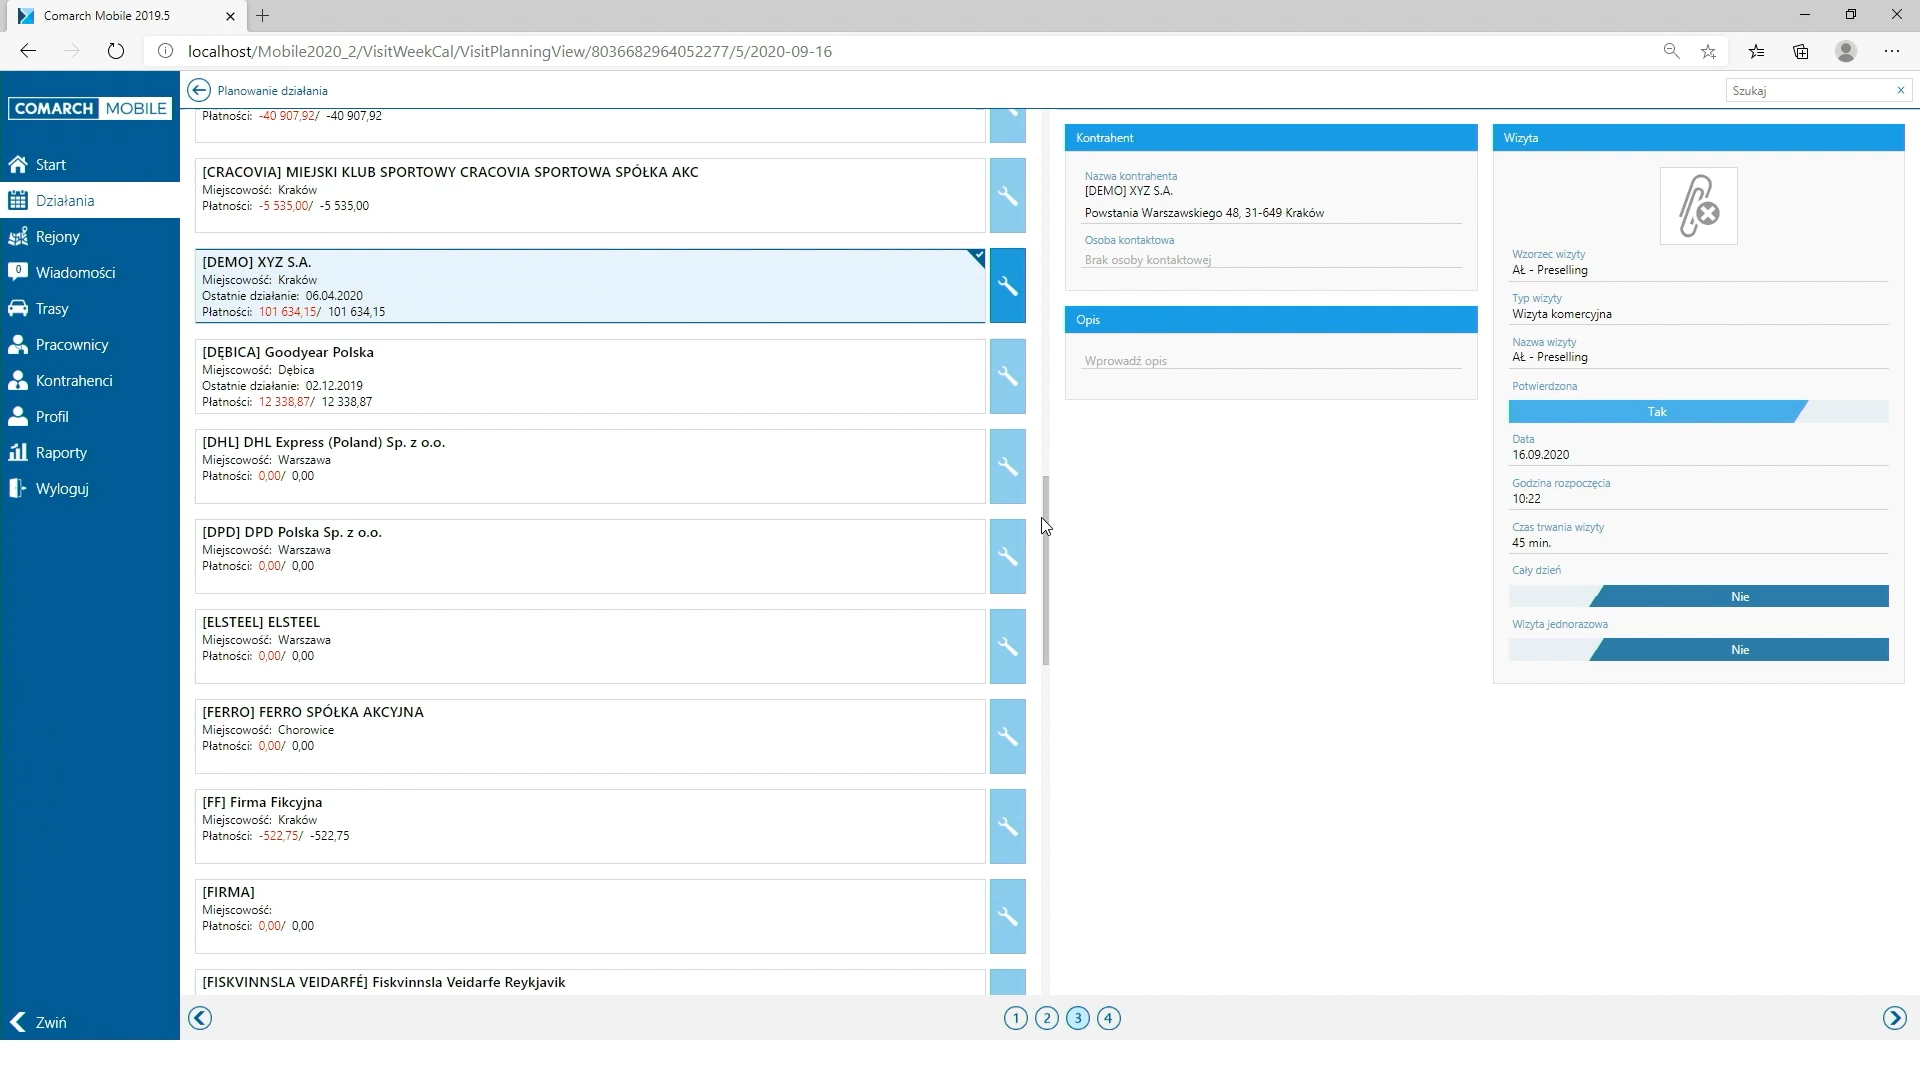 Comarch Mobile 2019.5
localhost/Mobile2020_2/VisitWeekCal/VisitPlanningView/8036682964052277/5/2020-09-16
COMARCH MOBILE
Planowanie działania
Szukaj
Start
Działania
Rejony
0
Wiadomości
Trasy
Pracownicy
Kontrahenci
Profil
Raporty
Wyloguj
Zwiń
Płatności: -40 907,92/ -40 907,92
[CRACOVIA] MIEJSKI KLUB SPORTOWY CRACOVIA SPORTOWA SPÓŁKA AKC
Miejscowość: Kraków
Płatności: -5 535,00/ -5 535,00
[DEMO] XYZ S.A.
Miejscowość: Kraków
Ostatnie działanie: 06.04.2020
Płatności: 101 634,15/ 101 634,15
[DĘBICA] Goodyear Polska
Miejscowość: Dębica
Ostatnie działanie: 02.12.2019
Płatności: 12 338,87/ 12 338,87
[DHL] DHL Express (Poland) Sp. z o.o.
Miejscowość: Warszawa
Płatności: 0,00/ 0,00
[DPD] DPD Polska Sp. z o.o.
Miejscowość: Warszawa
Płatności: 0,00/ 0,00
[ELSTEEL] ELSTEEL
Miejscowość: Warszawa
Płatności: 0,00/ 0,00
[FERRO] FERRO SPÓŁKA AKCYJNA
Miejscowość: Chorowice
Płatności: 0,00/ 0,00
[FF] Firma Fikcyjna
Miejscowość: Kraków
Płatności: -522,75/ -522,75
[FIRMA]
Miejscowość:
Płatności: 0,00/ 0,00
[FISKVINNSLA VEIDARFÉ] Fiskvinnsla Veidarfe Reykjavik
Kontrahent
Nazwa kontrahenta
[DEMO] XYZ S.A.
Powstania Warszawskiego 48, 31-649 Kraków
Osoba kontaktowa
Brak osoby kontaktowej
Opis
Wprowadź opis
Wizyta
Wzorzec wizyty
AŁ - Preselling
Typ wizyty
Wizyta komercyjna
Nazwa wizyty
AŁ - Preselling
Potwierdzona
Tak
Data
16.09.2020
Godzina rozpoczęcia
10:22
Czas trwania wizyty
45 min.
Cały dzień
Nie
Wizyta jednorazowa
Nie
1 2 3 4